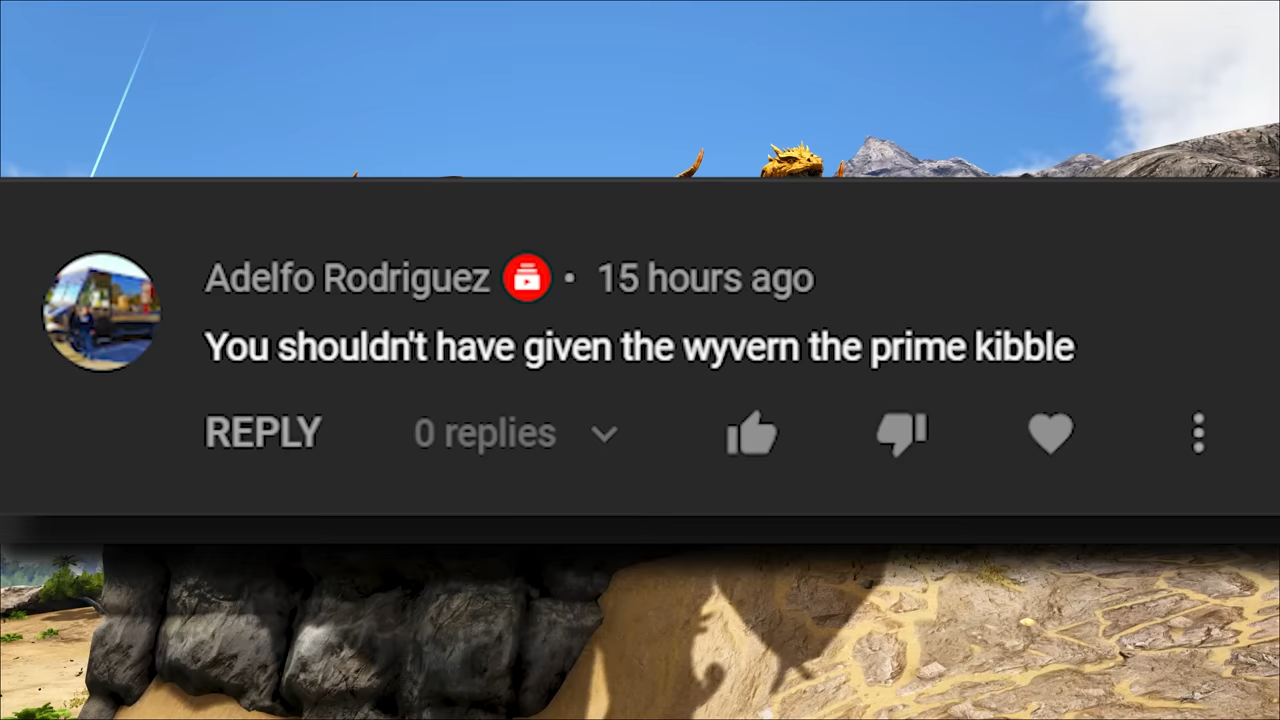 Adelfo Rodriguez • 15 hours ago
You shouldn't have given the wyvern the prime kibble
REPLY 0 replies